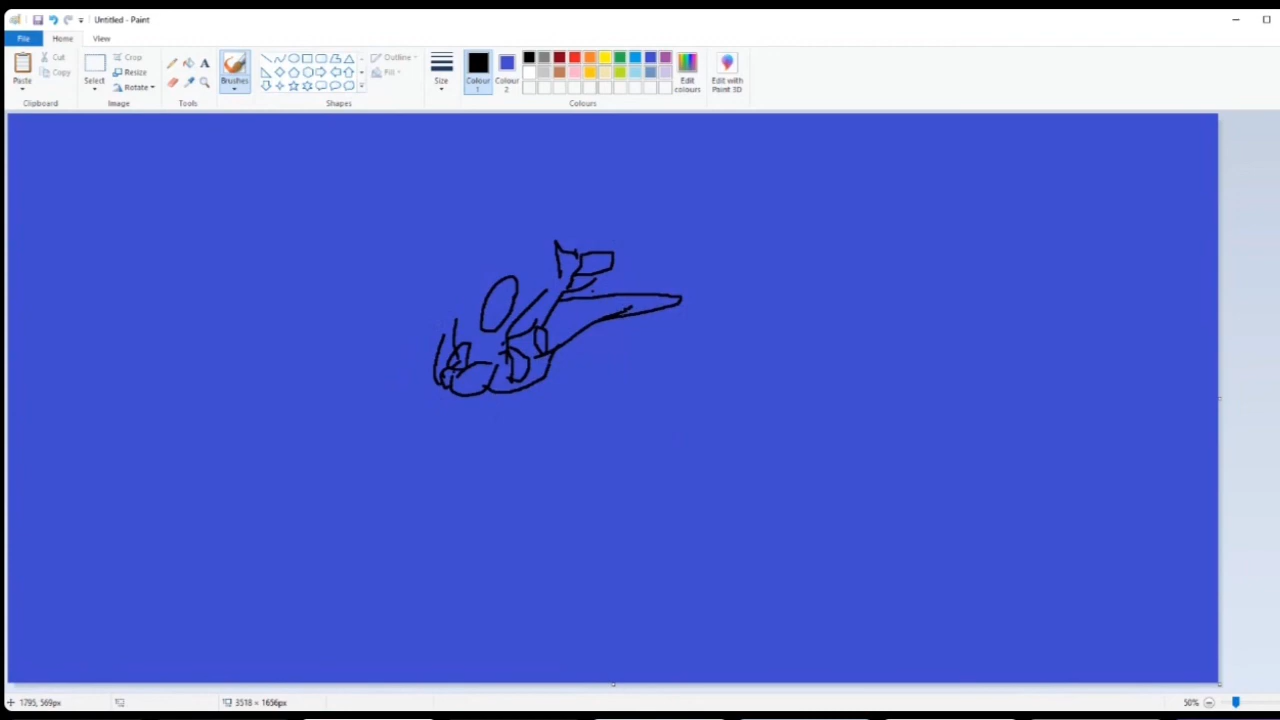 Untitled - Paint
File Home View
Paste Cut Copy Select Crop Resize Rotate Brushes Outline Fill Size Colour 1 Colour 2 Edit colours Edit with Paint 3D
Clipboard Image Tools Shapes Colours
1795, 569px 3518 × 1656px 50%